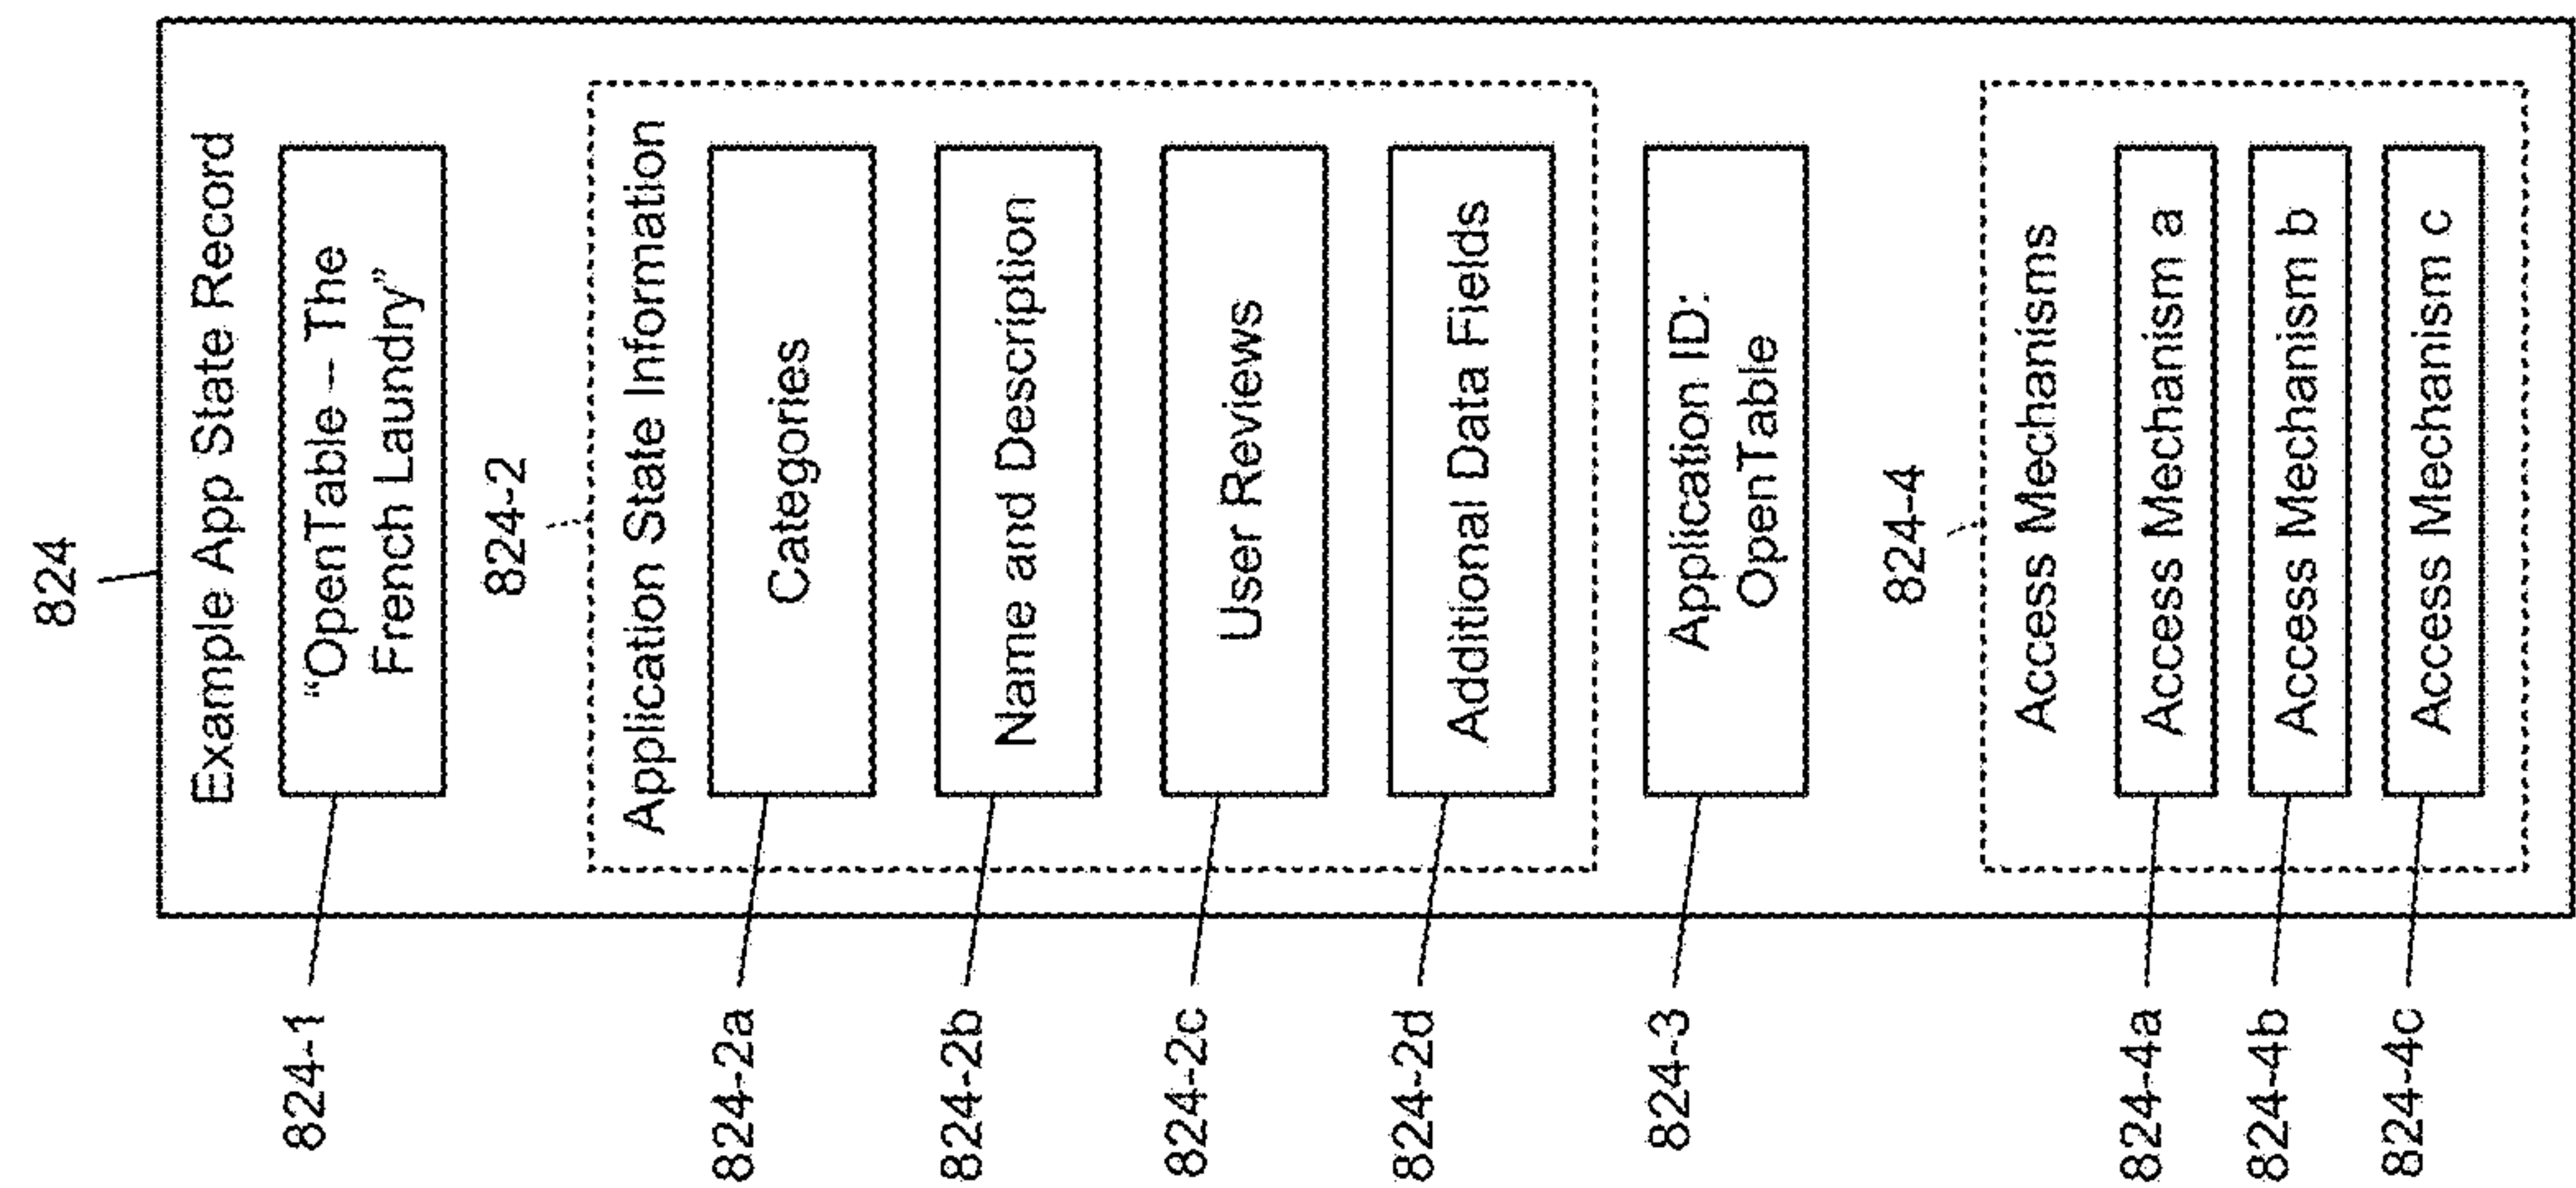 824
Example App State Record
824-1
“OpenTable – The
French Laundry”
824-2
Application State Information
824-2a
Categories
824-2b
Name and Description
824-2c
User Reviews
824-2d
Additional Data Fields
824-3
Application ID:
OpenTable
824-4
Access Mechanisms
824-4a
Access Mechanism a
824-4b
Access Mechanism b
824-4c
Access Mechanism c